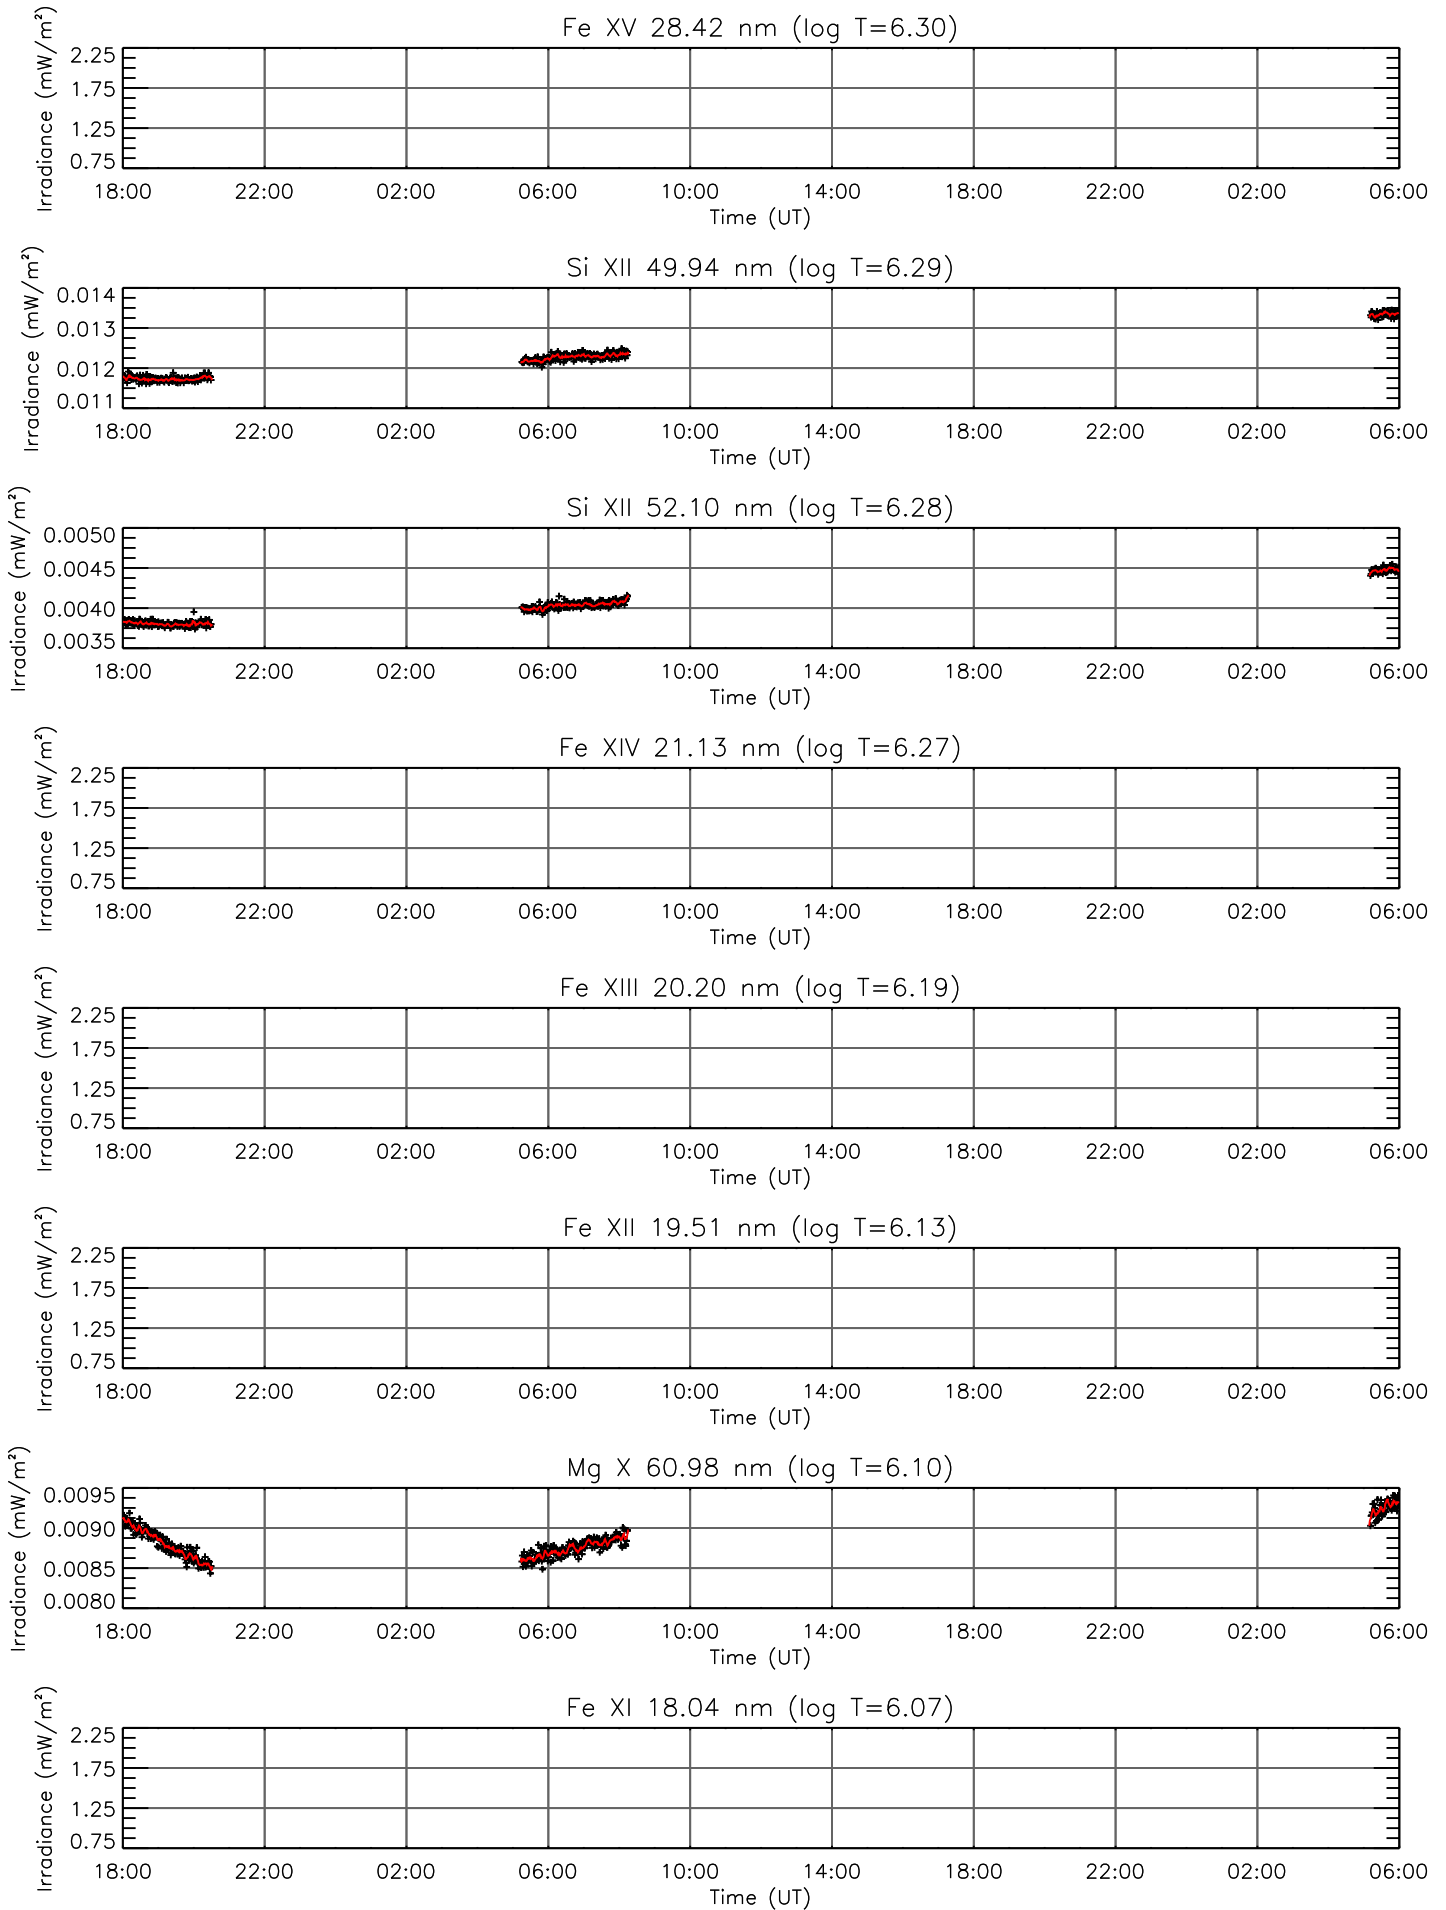 Fe XV 28.42 nm (log T=6.30)
Irradiance (mW/m²)
2.25
1.75
1.25
0.75
18:00 22:00 02:00 06:00 10:00 14:00 18:00 22:00 02:00 06:00
Time (UT)
Si XII 49.94 nm (log T=6.29)
Irradiance (mW/m²)
0.014
0.013
0.012
0.011
18:00 22:00 02:00 06:00 10:00 14:00 18:00 22:00 02:00 06:00
Time (UT)
Si XII 52.10 nm (log T=6.28)
Irradiance (mW/m²)
0.0050
0.0045
0.0040
0.0035
18:00 22:00 02:00 06:00 10:00 14:00 18:00 22:00 02:00 06:00
Time (UT)
Fe XIV 21.13 nm (log T=6.27)
Irradiance (mW/m²)
2.25
1.75
1.25
0.75
18:00 22:00 02:00 06:00 10:00 14:00 18:00 22:00 02:00 06:00
Time (UT)
Fe XIII 20.20 nm (log T=6.19)
Irradiance (mW/m²)
2.25
1.75
1.25
0.75
18:00 22:00 02:00 06:00 10:00 14:00 18:00 22:00 02:00 06:00
Time (UT)
Fe XII 19.51 nm (log T=6.13)
Irradiance (mW/m²)
2.25
1.75
1.25
0.75
18:00 22:00 02:00 06:00 10:00 14:00 18:00 22:00 02:00 06:00
Time (UT)
Mg X 60.98 nm (log T=6.10)
Irradiance (mW/m²)
0.0095
0.0090
0.0085
0.0080
18:00 22:00 02:00 06:00 10:00 14:00 18:00 22:00 02:00 06:00
Time (UT)
Fe XI 18.04 nm (log T=6.07)
Irradiance (mW/m²)
2.25
1.75
1.25
0.75
18:00 22:00 02:00 06:00 10:00 14:00 18:00 22:00 02:00 06:00
Time (UT)